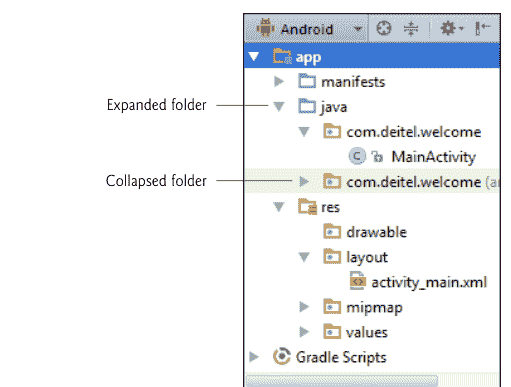 Android
app
manifests
Expanded folder
java
com.deitel.welcome
MainActivity
Collapsed folder
com.deitel.welcome
res
drawable
layout
activity_main.xml
mipmap
values
Gradle Scripts